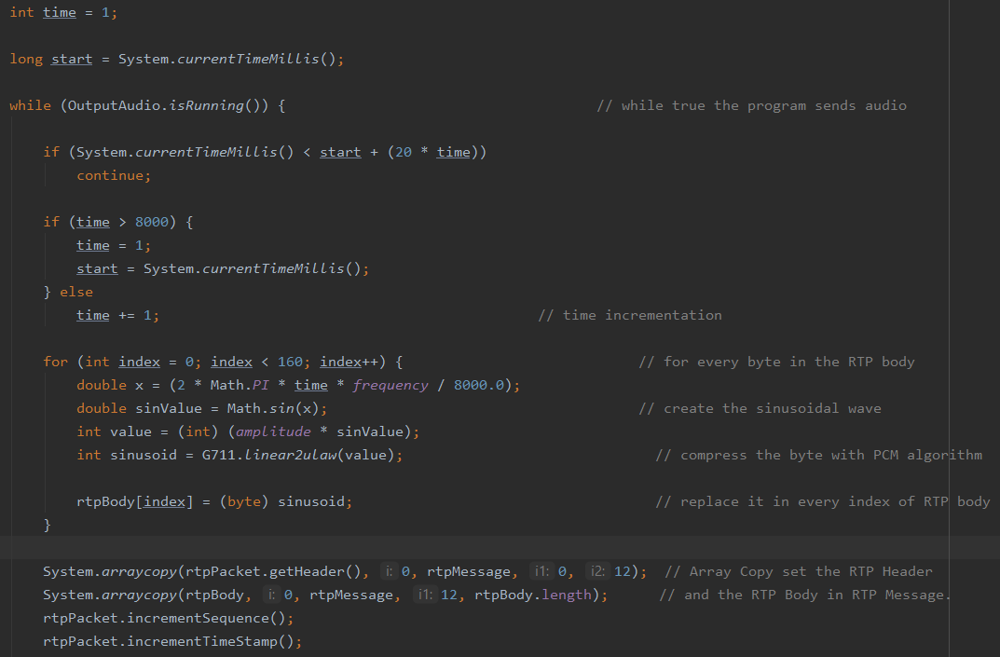 int time = 1;
long start = System.currentTimeMillis();
while (OutputAudio.isRunning()) { // while true the program sends audio
if (System.currentTimeMillis() < start + (20 * time))
continue;
if (time > 8000) {
time = 1;
start = System.currentTimeMillis();
} else
time += 1; // time incrementation
for (int index = 0; index < 160; index++) { // for every byte in the RTP body
double x = (2 * Math.PI * time * frequency / 8000.0);
double sinValue = Math.sin(x); // create the sinusoidal wave
int value = (int) (amplitude * sinValue);
int sinusoid = G711.linear2ulaw(value); // compress the byte with PCM algorithm
rtpBody[index] = (byte) sinusoid; // replace it in every index of RTP body
}
System.arraycopy(rtpPacket.getHeader(), i: 0, rtpMessage, i1: 0, i2: 12); // Array Copy set the RTP Header
System.arraycopy(rtpBody, i: 0, rtpMessage, i1: 12, rtpBody.length); // and the RTP Body in RTP Message.
rtpPacket.incrementSequence();
rtpPacket.incrementTimeStamp();